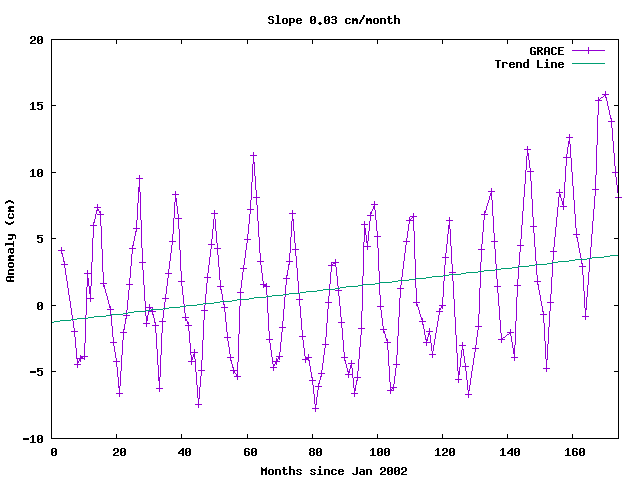 Slope 0.03 cm/month
GRACE
Trend Line
20
15
10
5
0
-5
-10
Anomaly (cm)
0 20 40 60 80 100 120 140 160
Months since Jan 2002